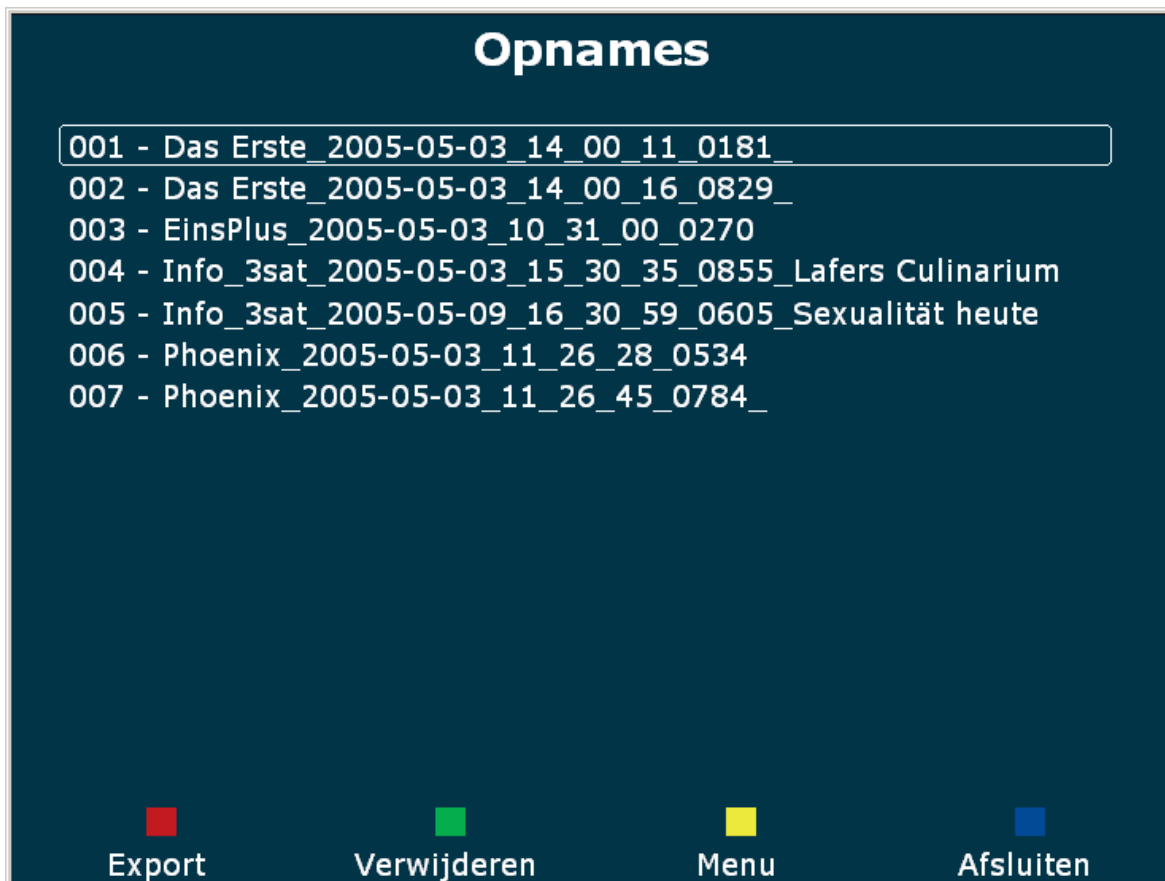 Opnames
001 - Das Erste_2005-05-03_14_00_11_0181_
002 - Das Erste_2005-05-03_14_00_16_0829_
003 - EinsPlus_2005-05-03_10_31_00_0270
004 - Info_3sat_2005-05-03_15_30_35_0855_Lafers Culinarium
005 - Info_3sat_2005-05-09_16_30_59_0605_Sexualität heute
006 - Phoenix_2005-05-03_11_26_28_0534
007 - Phoenix_2005-05-03_11_26_45_0784_
Export Verwijderen Menu Afsluiten